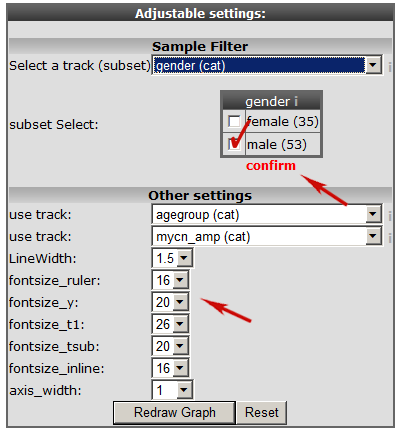 Adjustable settings:
Sample Filter
Select a track (subset) gender (cat) i
gender i
female (35)
subset Select:
male (53)
confirm
Other settings
use track: agegroup (cat) i
use track: mycn_amp (cat) i
LineWidth: 1.5
fontsize_ruler: 16
fontsize_y: 20
fontsize_t1: 26
fontsize_tsub: 20
fontsize_inline: 16
axis_width: 1
Redraw Graph Reset